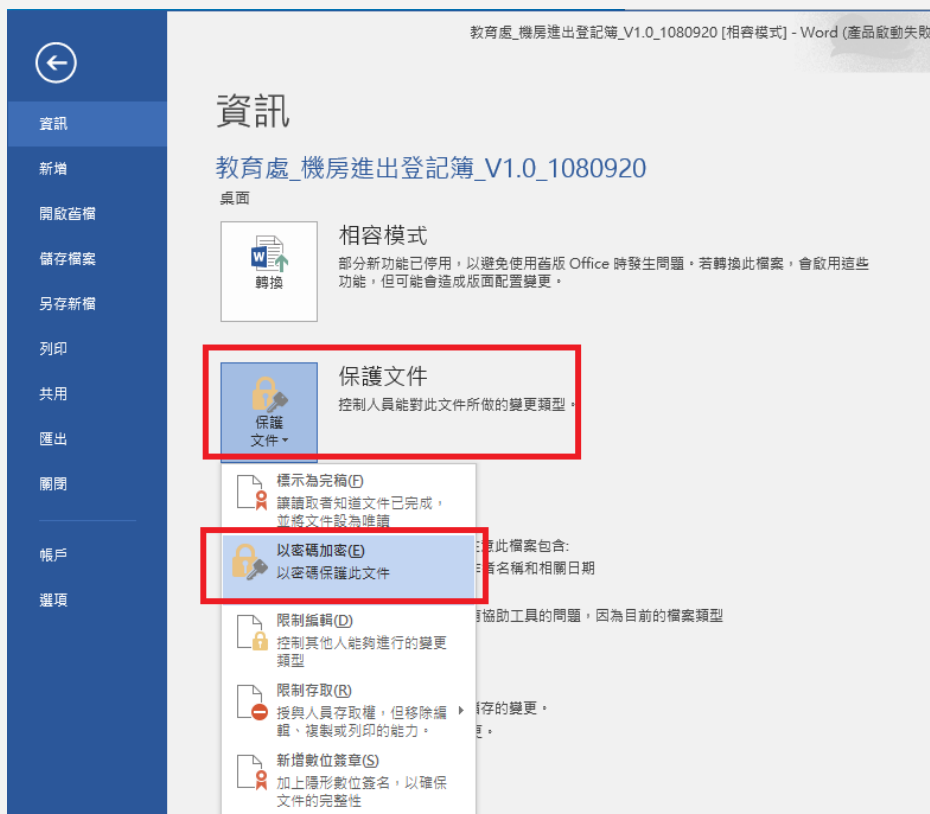 教育處_機房進出登記簿_V1.0_1080920 [相容模式] - Word (產品啟動失敗
資訊
資訊
新增
開啟舊檔
儲存檔案
另存新檔
列印
共用
匯出
關閉
帳戶
選項
教育處_機房進出登記簿_V1.0_1080920
桌面
轉換
相容模式
部分新功能已停用，以避免使用舊版 Office 時發生問題。若轉換此檔案，會啟用這些
功能，但可能會造成版面配置變更。
保護
文件
保護文件
控制人員能對此文件所做的變更類型。
標示為完稿(F)
讓讀取者知道文件已完成，
並將文件設為唯讀
以密碼加密(E)
以密碼保護此文件
限制編輯(D)
控制其他人能夠進行的變更
類型
限制存取(R)
授與人員存取權，但移除編
輯、複製或列印的能力。
新增數位簽章(S)
加上隱形數位簽名，以確保
文件的完整性
意此檔案包含:
者名稱和相關日期
協助工具的問題，因為目前的檔案類型
存的變更。